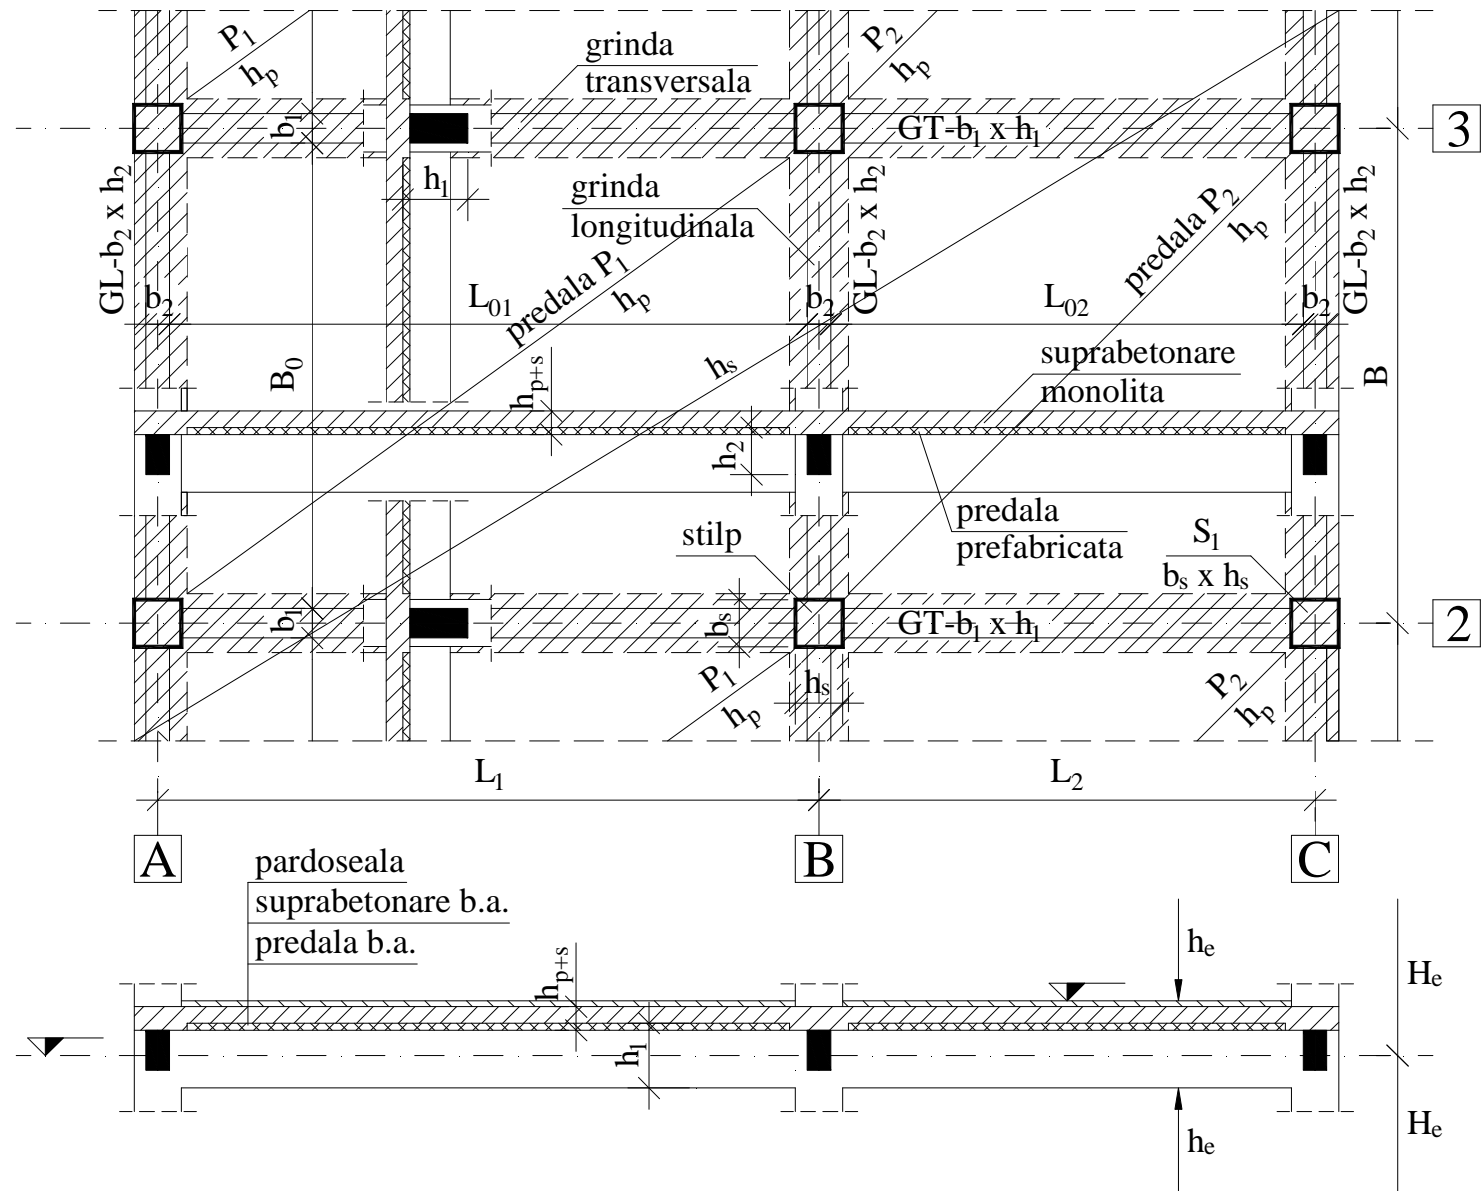 P1
hp
grinda
transversala
P2
hp
b1
GT-b1 x h1
3
h1
grinda
longitudinala
GL-b2 x h2
GL-b2 x h2
GL-b2 x h2
predala P1
hp
predala P2
hp
b2
L01
b2
L02
b2
B0
hp+s
hs
suprabetonare
monolita
B
h2
predala
prefabricata
stilp
S1
bs x hs
b1
bs
GT-b1 x h1
2
P1
hp
hs
P2
hp
L1
L2
A
B
C
pardoseala
suprabetonare b.a.
predala b.a.
hp+s
he
He
h1
he
He